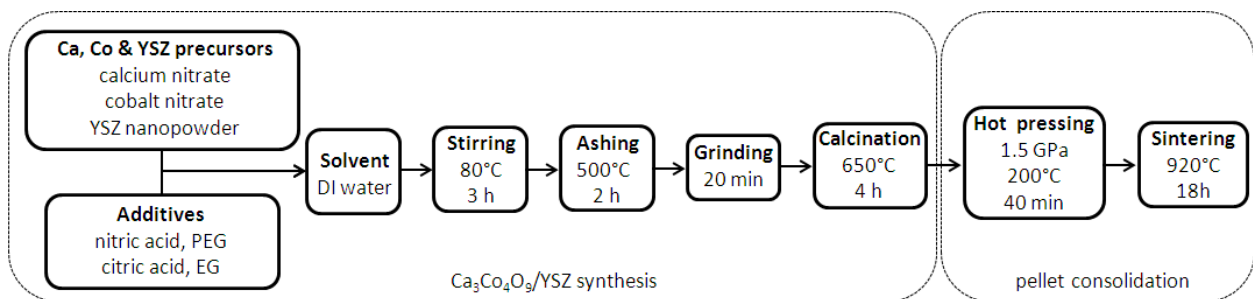 Ca, Co & YSZ precursors
calcium nitrate
cobalt nitrate
YSZ nanopowder
Additives
nitric acid, PEG
citric acid, EG
Solvent
DI water
Stirring
80°C
3 h
Ashing
500°C
2 h
Grinding
20 min
Calcination
650°C
4 h
Hot pressing
1.5 GPa
200°C
40 min
Sintering
920°C
18h
Ca₃Co₄O₉/YSZ synthesis
pellet consolidation